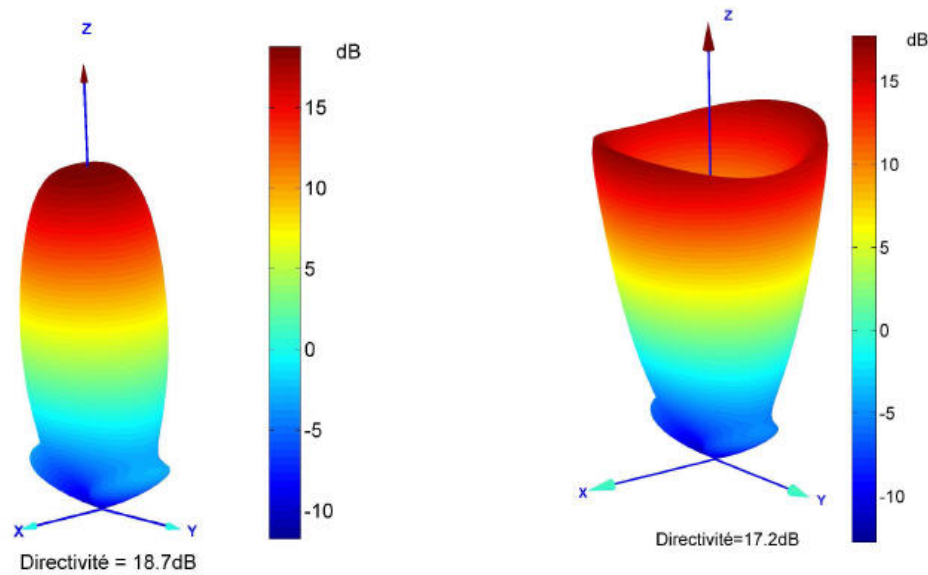 Z
dB
15
10
5
0
-5
-10
X
Y
Directivité = 18.7dB
Z
dB
15
10
5
0
-5
-10
X
Y
Directivité=17.2dB